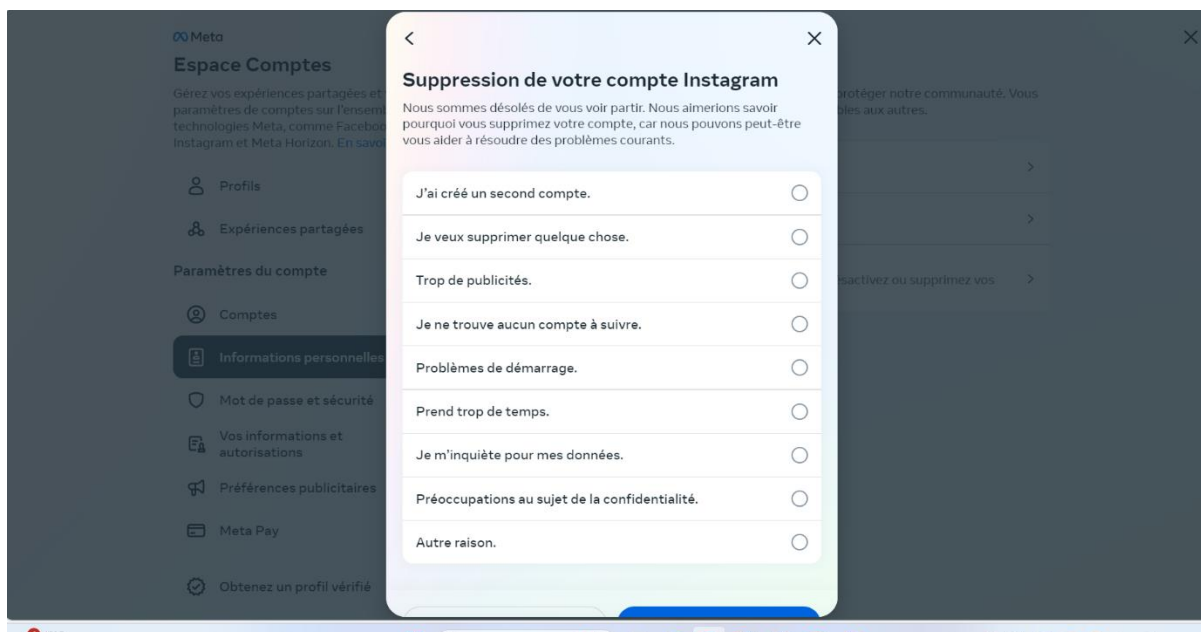 Meta
Espace Comptes
Gérez vos expériences partagées et
paramètres de comptes sur l'ensem
technologies Meta, comme Faceboo
Instagram et Meta Horizon. En savoi
Profils
Expériences partagées
Paramètres du compte
Comptes
Informations personnelles
Mot de passe et sécurité
Vos informations et
autorisations
Préférences publicitaires
Meta Pay
Obtenez un profil vérifié
Suppression de votre compte Instagram
Nous sommes désolés de vous voir partir. Nous aimerions savoir
pourquoi vous supprimez votre compte, car nous pouvons peut-être
vous aider à résoudre des problèmes courants.
J'ai créé un second compte.
Je veux supprimer quelque chose.
Trop de publicités.
Je ne trouve aucun compte à suivre.
Problèmes de démarrage.
Prend trop de temps.
Je m'inquiète pour mes données.
Préoccupations au sujet de la confidentialité.
Autre raison.
protéger notre communauté. Vous
bles aux autres.
ésactivez ou supprimez vos